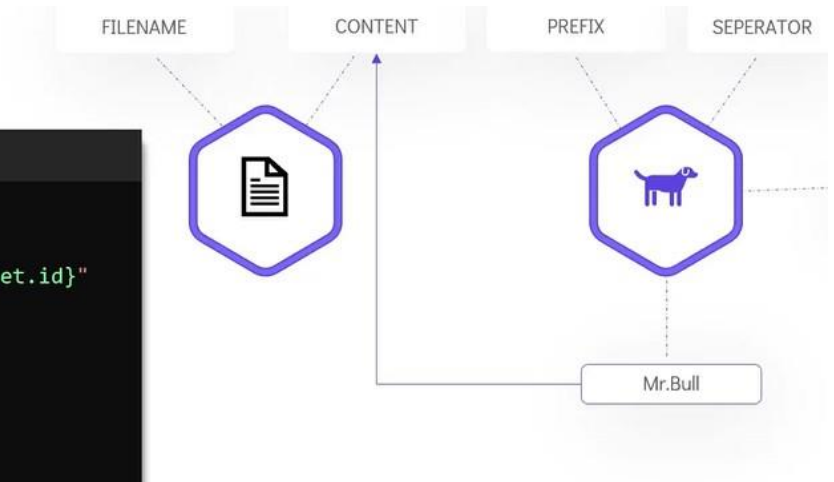 FILENAME
CONTENT
PREFIX
SEPERATOR
et.id}"
Mr.Bull